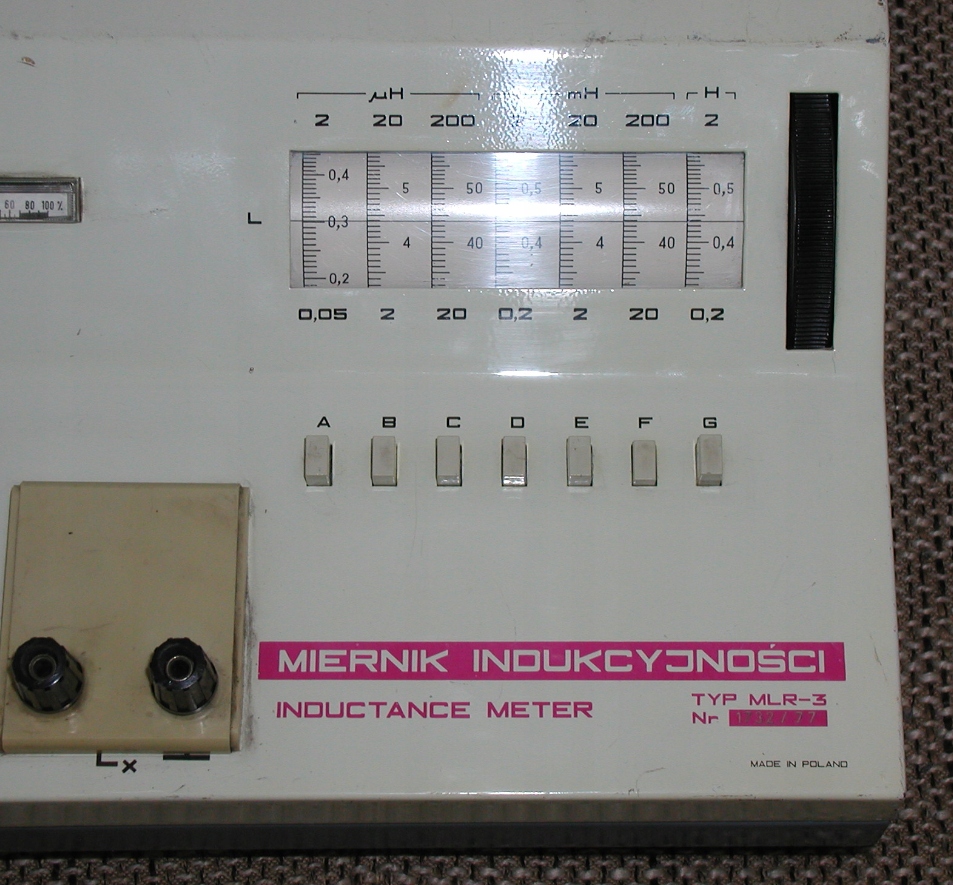 μH mH H
2 20 200 20 200 2
60 80 100 %
0,4 5 50 0,5 5 50 0,5
L 0,3
4 40 0,4 4 40 0,4
0,2
0,05 2 20 0,2 2 20 0,2
A B C D E F G
MIERNIK INDUKCYJNOŚCI
INDUCTANCE METER
TYP MLR-3
Nr
Lx
MADE IN POLAND